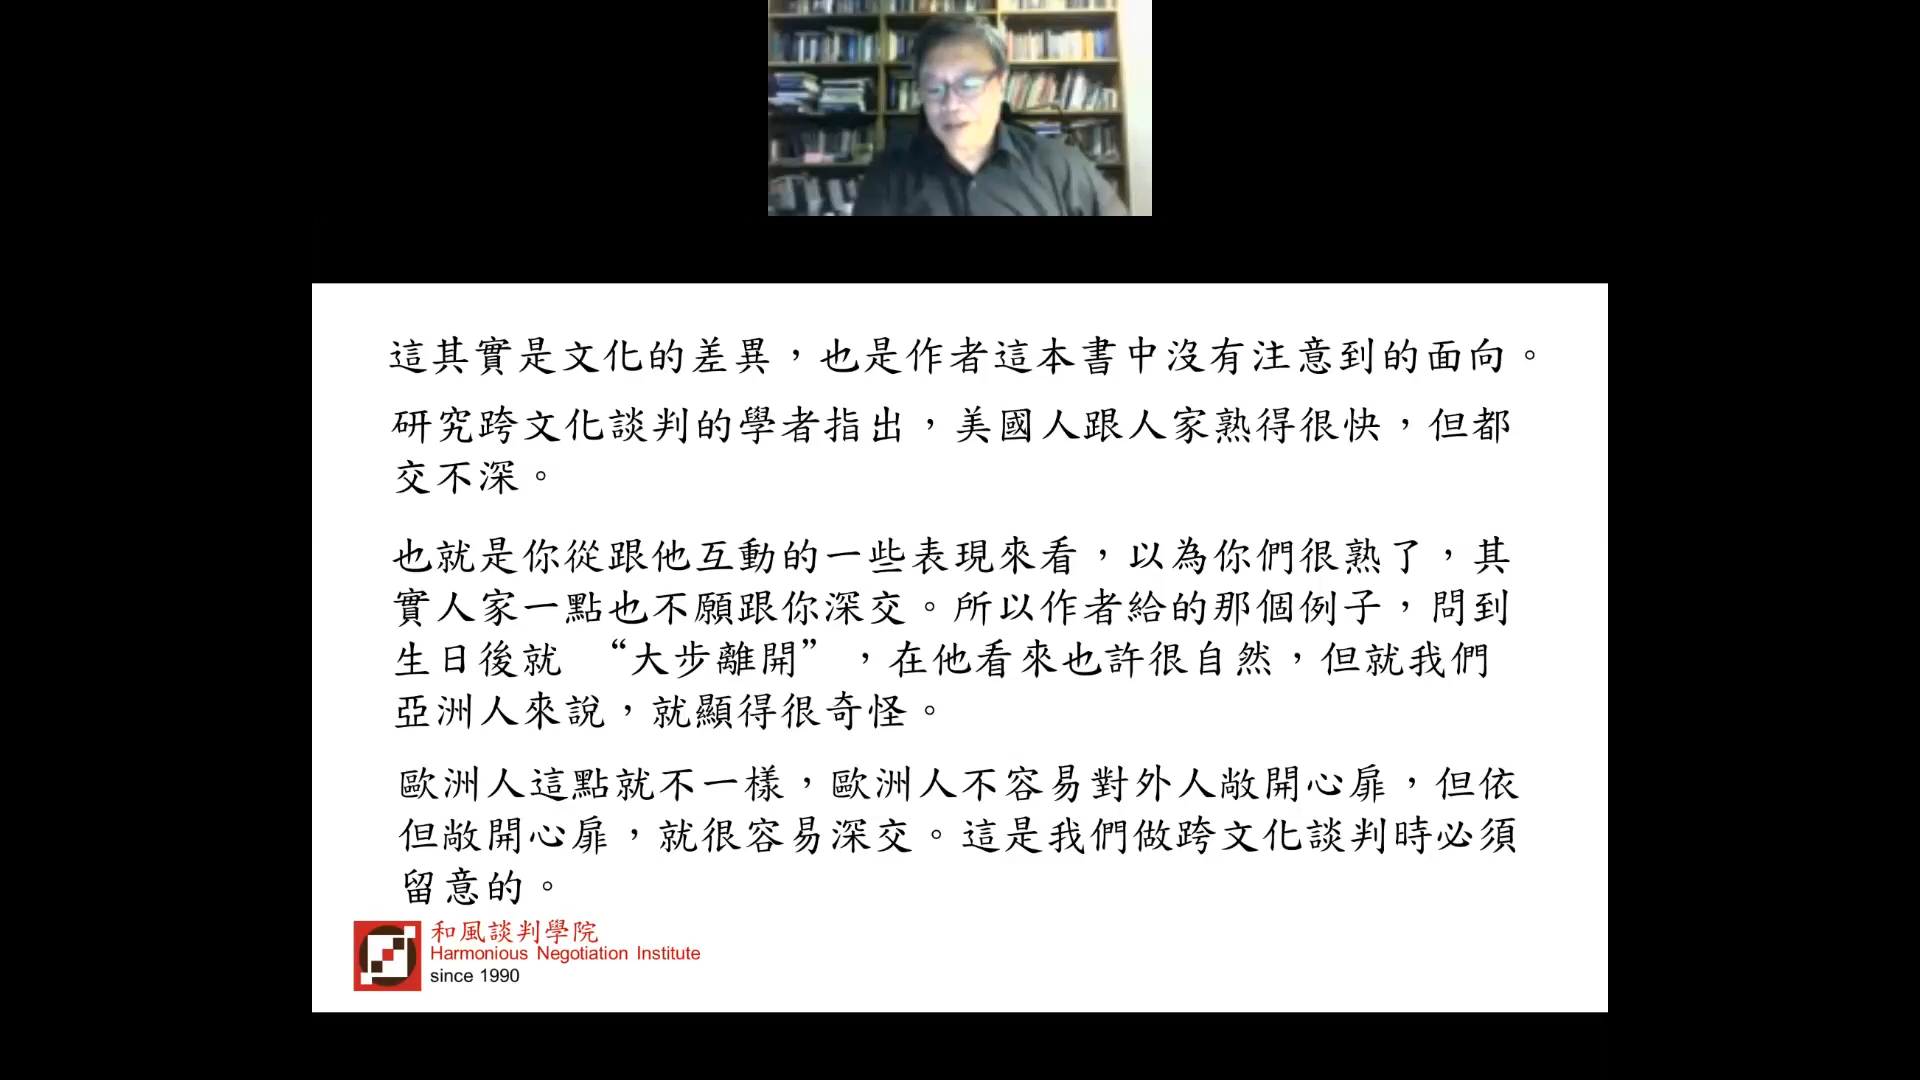 這其實是文化的差異，也是作者這本書中沒有注意到的面向。
研究跨文化談判的學者指出，美國人跟人家熟得很快，但都
交不深。
也就是你從跟他互動的一些表現來看，以為你們很熟了，其
實人家一點也不願跟你深交。所以作者給的那個例子，問到
生日後就 “大步離開” ，在他看來也許很自然，但就我們
亞洲人來說，就顯得很奇怪。
歐洲人這點就不一樣，歐洲人不容易對外人敞開心扉，但依
但敞開心扉，就很容易深交。這是我們做跨文化談判時必須
留意的。
和風談判學院
Harmonious Negotiation Institute
since 1990